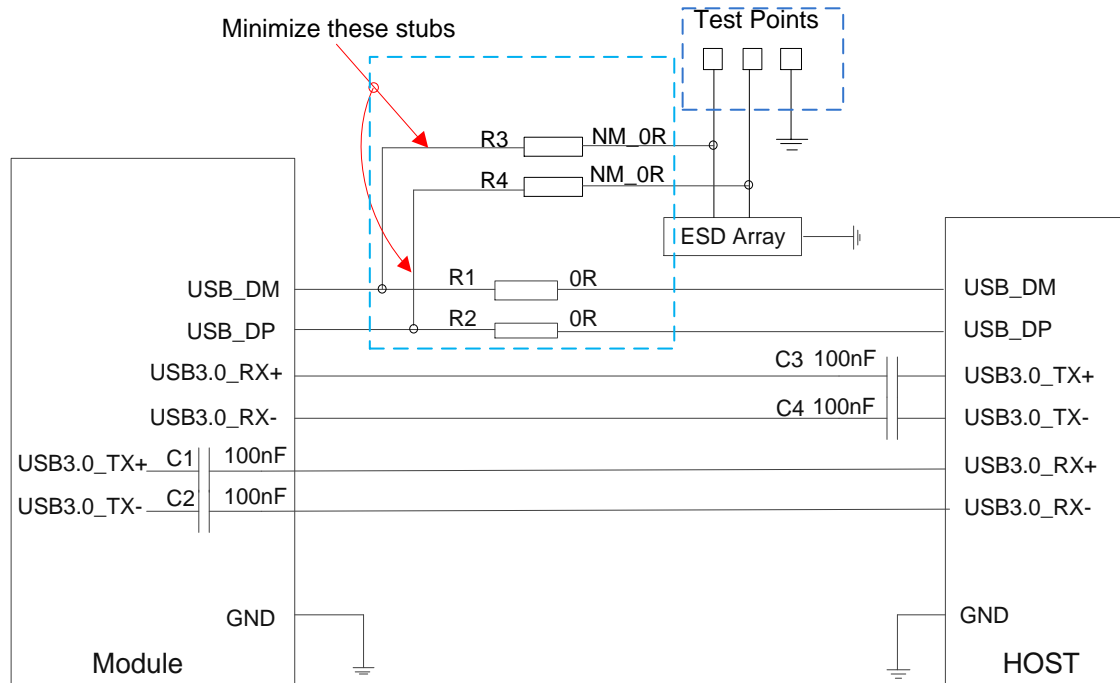 Test Points
Minimize these stubs
R3 NM_0R
R4 NM_0R
ESD Array
USB_DM R1 0R USB_DM
USB_DP R2 0R USB_DP
USB3.0_RX+ C3 100nF USB3.0_TX+
USB3.0_RX- C4 100nF USB3.0_TX-
USB3.0_TX+ C1 100nF USB3.0_RX+
USB3.0_TX- C2 100nF USB3.0_RX-
GND GND
Module HOST